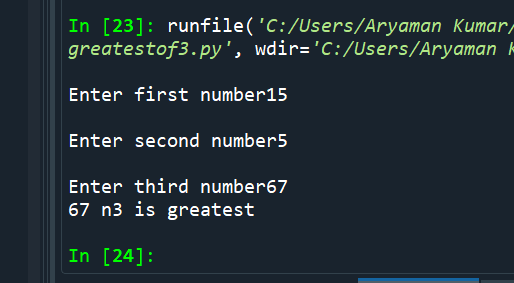 In [23]: runfile('C:/Users/Aryaman Kumar/
greatestof3.py', wdir='C:/Users/Aryaman
Enter first number15
Enter second number5
Enter third number67
67 n3 is greatest
In [24]: